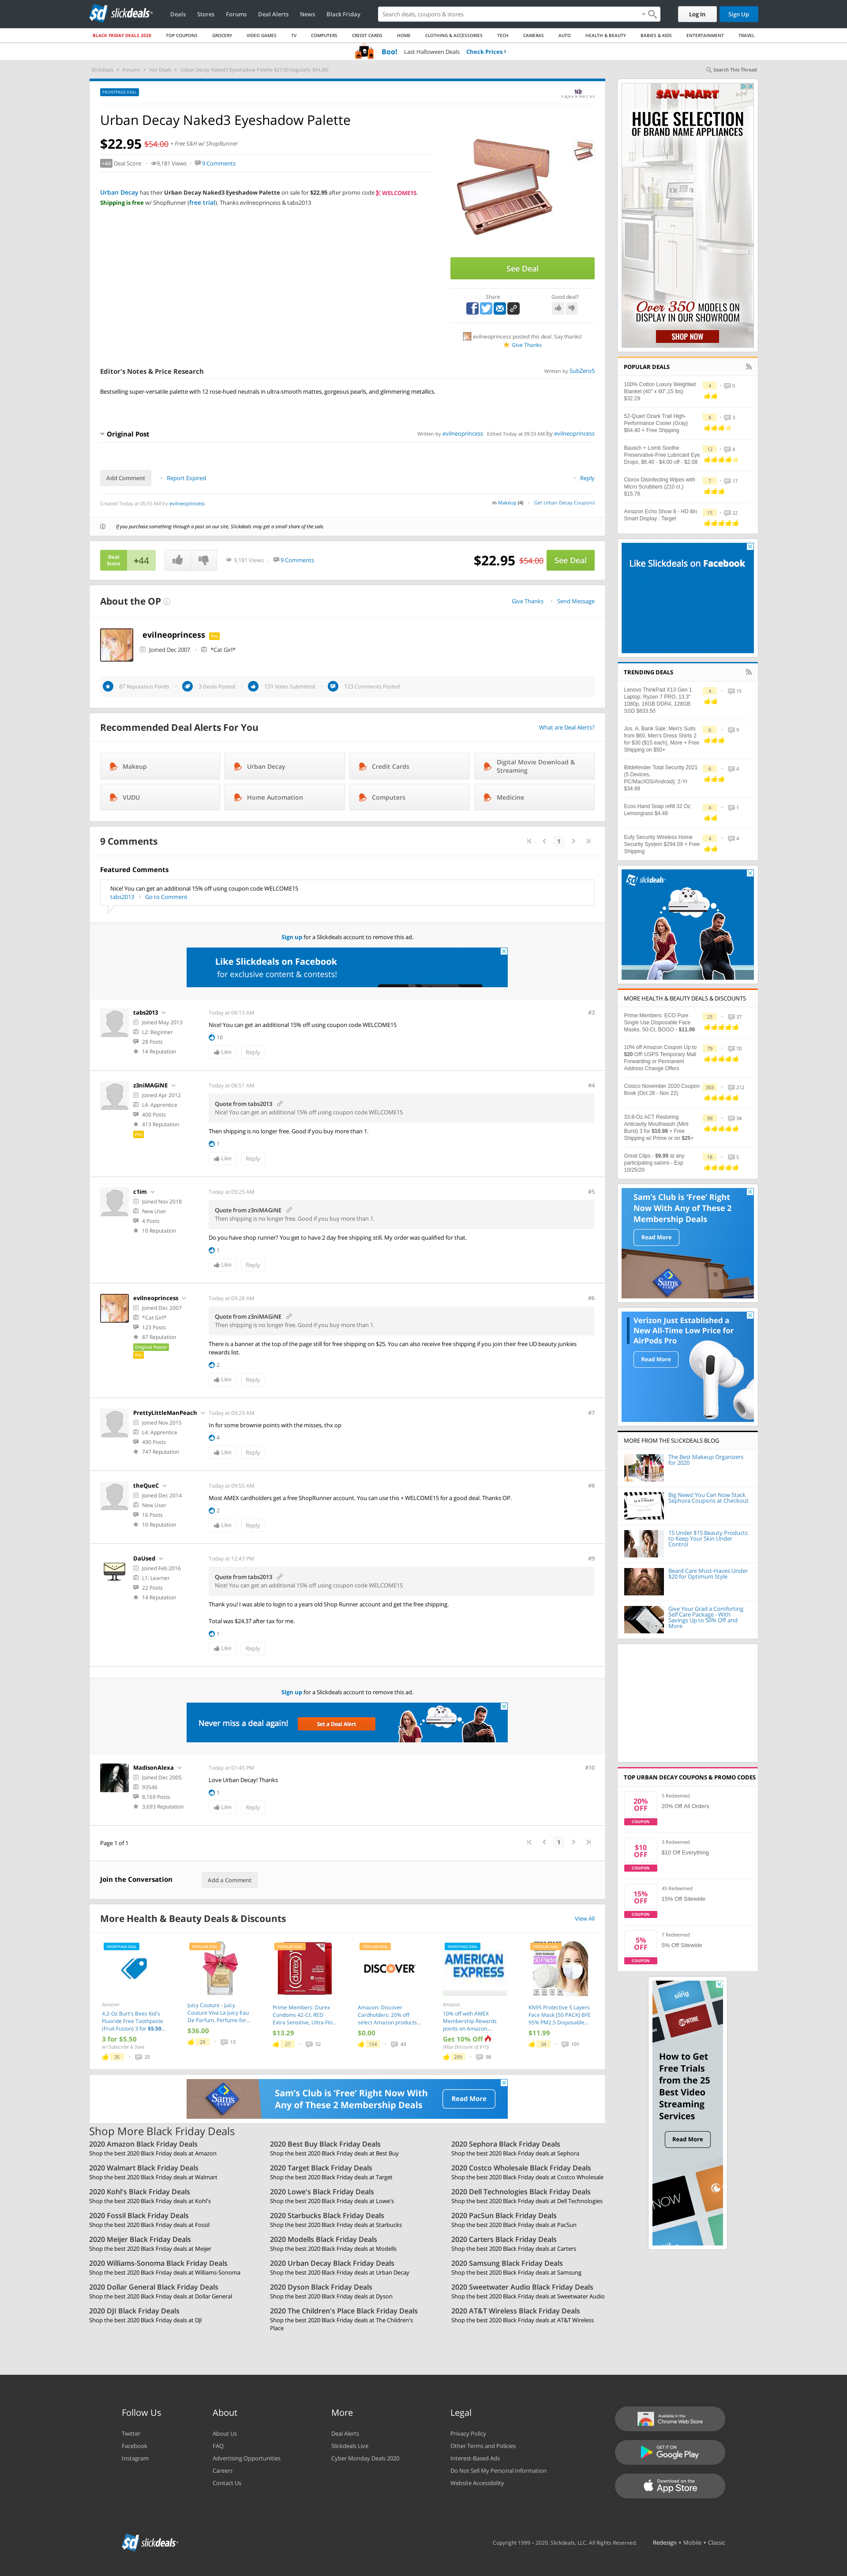 slickdeals
Deals
Stores
Forums
Deal Alerts
News
Black Friday
Search deals, coupons & stores
Log In
Sign Up
BLACK FRIDAY DEALS 2020
TOP COUPONS
GROCERY
VIDEO GAMES
TV
COMPUTERS
CREDIT CARDS
HOME
CLOTHING & ACCESSORIES
TECH
CAMERAS
AUTO
HEALTH & BEAUTY
BABIES & KIDS
ENTERTAINMENT
TRAVEL
Boo! Last Halloween Deals Check Prices >
Slickdeals > Forums > Hot Deals > Urban Decay Naked3 Eyeshadow Palette $27.00 (regularly $54.00)
Search This Thread
FRONTPAGE DEAL
Urban Decay Naked3 Eyeshadow Palette
$22.95 $54.00 + Free S&H w/ ShopRunner
+44 Deal Score 9,181 Views 9 Comments
Urban Decay has their Urban Decay Naked3 Eyeshadow Palette on sale for $22.95 after promo code WELCOME15.
Shipping is free w/ ShopRunner (free trial). Thanks evilneoprincess & tabs2013
See Deal
Share
Good deal?
evilneoprincess posted this deal. Say thanks!
Give Thanks
Editor's Notes & Price Research
Written by SubZero5
Bestselling super-versatile palette with 12 rose-hued neutrals in ultra-smooth mattes, gorgeous pearls, and glimmering metallics.
Original Post
Written by evilneoprincess Edited Today at 09:33 AM by evilneoprincess
Add Comment
Report Expired
Reply
Created Today at 05:55 AM by evilneoprincess
in Makeup (4) Get Urban Decay Coupons
If you purchase something through a post on our site, Slickdeals may get a small share of the sale.
Deal Score +44
9,181 Views 9 Comments
$22.95 $54.00 See Deal
About the OP
Give Thanks Send Message
evilneoprincess Pro
Joined Dec 2007 *Cat Girl*
87 Reputation Points
3 Deals Posted
131 Votes Submitted
123 Comments Posted
Recommended Deal Alerts For You
What are Deal Alerts?
Makeup
Urban Decay
Credit Cards
Digital Movie Download & Streaming
VUDU
Home Automation
Computers
Medicine
9 Comments
1
Featured Comments
Nice! You can get an additional 15% off using coupon code WELCOME15
tabs2013 Go to Comment
Sign up for a Slickdeals account to remove this ad.
Like Slickdeals on Facebook
for exclusive content & contests!
tabs2013
Joined May 2013
L2: Beginner
28 Posts
14 Reputation
Today at 08:13 AM
#3
Nice! You can get an additional 15% off using coupon code WELCOME15
10
Like Reply
z3niMAGiNE
Joined Apr 2012
L4: Apprentice
400 Posts
413 Reputation
Pro
Today at 08:51 AM
#4
Quote from tabs2013
Nice! You can get an additional 15% off using coupon code WELCOME15
Then shipping is no longer free. Good if you buy more than 1.
1
Like Reply
c1im
Joined Nov 2018
New User
4 Posts
10 Reputation
Today at 09:25 AM
#5
Quote from z3niMAGiNE
Then shipping is no longer free. Good if you buy more than 1.
Do you have shop runner? You get to have 2 day free shipping still. My order was qualified for that.
1
Like Reply
evilneoprincess
Joined Dec 2007
*Cat Girl*
123 Posts
87 Reputation
Original Poster
Pro
Today at 09:28 AM
#6
Quote from z3niMAGiNE
Then shipping is no longer free. Good if you buy more than 1.
There is a banner at the top of the page still for free shipping on $25. You can also receive free shipping if you join their free UD beauty junkies
rewards list.
2
Like Reply
PrettyLittleManPeach
Joined Nov 2015
L4: Apprentice
490 Posts
747 Reputation
Today at 09:29 AM
#7
In for some brownie points with the misses, thx op
4
Like Reply
theQueC
Joined Dec 2014
New User
16 Posts
10 Reputation
Today at 09:55 AM
#8
Most AMEX cardholders get a free ShopRunner account. You can use this + WELCOME15 for a good deal. Thanks OP.
2
Like Reply
DaUsed
Joined Feb 2016
L1: Learner
22 Posts
14 Reputation
Today at 12:43 PM
#9
Quote from tabs2013
Nice! You can get an additional 15% off using coupon code WELCOME15
Thank you! I was able to login to a years old Shop Runner account and get the free shipping.
Total was $24.37 after tax for me.
1
Like Reply
Sign up for a Slickdeals account to remove this ad.
Never miss a deal again! Set a Deal Alert
MadisonAlexa
Joined Dec 2005
93546
8,169 Posts
3,693 Reputation
Today at 01:45 PM
#10
Love Urban Decay! Thanks
1
Like Reply
Page 1 of 1
1
Join the Conversation Add a Comment
More Health & Beauty Deals & Discounts
View All
FRONTPAGE DEAL
Amazon
4.2-Oz Burt's Bees Kid's
Fluoride Free Toothpaste
(Fruit Fusion) 3 for $5.50...
3 for $5.50
w/ Subscribe & Save
35 25
POPULAR DEAL
Juicy Couture - Juicy
Couture Viva La Juicy Eau
De Parfum, Perfume for...
$36.00
29 13
POPULAR DEAL
durex
Prime Members: Durex
Condoms 42-Ct. RED
Extra Sensitive, Ultra Fin...
$13.29
27 52
POPULAR DEAL
DISCOVER
Amazon: Discover
Cardholders: 20% off
select Amazon products...
$0.00
154 43
FRONTPAGE DEAL
AMERICAN EXPRESS
Amazon
10% off with AMEX
Membership Rewards
points on Amazon...
Get 10% Off
(Max Discount of $10)
299 98
POPULAR DEAL
KN95 Protective 5 Layers
Face Mask [50 PACK] BFE
95% PM2.5 Disposable...
$11.99
34 101
Sam's Club is 'Free' Right Now With
Any of These 2 Membership Deals
Read More
Shop More Black Friday Deals
2020 Amazon Black Friday Deals
Shop the best 2020 Black Friday deals at Amazon
2020 Best Buy Black Friday Deals
Shop the best 2020 Black Friday deals at Best Buy
2020 Sephora Black Friday Deals
Shop the best 2020 Black Friday deals at Sephora
2020 Walmart Black Friday Deals
Shop the best 2020 Black Friday deals at Walmart
2020 Target Black Friday Deals
Shop the best 2020 Black Friday deals at Target
2020 Costco Wholesale Black Friday Deals
Shop the best 2020 Black Friday deals at Costco Wholesale
2020 Kohl's Black Friday Deals
Shop the best 2020 Black Friday deals at Kohl's
2020 Lowe's Black Friday Deals
Shop the best 2020 Black Friday deals at Lowe's
2020 Dell Technologies Black Friday Deals
Shop the best 2020 Black Friday deals at Dell Technologies
2020 Fossil Black Friday Deals
Shop the best 2020 Black Friday deals at Fossil
2020 Starbucks Black Friday Deals
Shop the best 2020 Black Friday deals at Starbucks
2020 PacSun Black Friday Deals
Shop the best 2020 Black Friday deals at PacSun
2020 Meijer Black Friday Deals
Shop the best 2020 Black Friday deals at Meijer
2020 Modells Black Friday Deals
Shop the best 2020 Black Friday deals at Modells
2020 Carters Black Friday Deals
Shop the best 2020 Black Friday deals at Carters
2020 Williams-Sonoma Black Friday Deals
Shop the best 2020 Black Friday deals at Williams-Sonoma
2020 Urban Decay Black Friday Deals
Shop the best 2020 Black Friday deals at Urban Decay
2020 Samsung Black Friday Deals
Shop the best 2020 Black Friday deals at Samsung
2020 Dollar General Black Friday Deals
Shop the best 2020 Black Friday deals at Dollar General
2020 Dyson Black Friday Deals
Shop the best 2020 Black Friday deals at Dyson
2020 Sweetwater Audio Black Friday Deals
Shop the best 2020 Black Friday deals at Sweetwater Audio
2020 DJI Black Friday Deals
Shop the best 2020 Black Friday deals at DJI
2020 The Children's Place Black Friday Deals
Shop the best 2020 Black Friday deals at The Children's
Place
2020 AT&T Wireless Black Friday Deals
Shop the best 2020 Black Friday deals at AT&T Wireless
SAV-MART
HUGE SELECTION
OF BRAND NAME APPLIANCES
Over 350 MODELS ON
DISPLAY IN OUR SHOWROOM
SHOP NOW
POPULAR DEALS
100% Cotton Luxury Weighted
Blanket (40" x 60",15 lbs)
$32.29
4 0
52-Quart Ozark Trail High-
Performance Cooler (Gray)
$64.40 + Free Shipping
8 3
Bausch + Lomb Soothe
Preservative-Free Lubricant Eye
Drops, $6.40 - $4.00 off - $2.08
12 4
Clorox Disinfecting Wipes with
Micro Scrubbers (210 ct.)
$15.76
7 17
Amazon Echo Show 8 - HD 8in
Smart Display : Target
15 22
Like Slickdeals on Facebook
TRENDING DEALS
Lenovo ThinkPad X13 Gen 1
Laptop: Ryzen 7 PRO, 13.3"
1080p, 16GB DDR4, 128GB
SSD $633.50
4 15
Jos. A. Bank Sale: Men's Suits
from $60, Men's Dress Shirts 2
for $30 ($15 each), More + Free
Shipping on $50+
6 9
Bitdefender Total Security 2021
(5 Devices,
PC/Mac/iOS/Android); 2-Yr
$34.99
6 4
Ecos Hand Soap refill 32 Oz
Lemongrass $4.48
4 1
Eufy Security Wireless Home
Security System $294.09 + Free
Shipping
4 4
slickdeals
MORE HEALTH & BEAUTY DEALS & DISCOUNTS
Prime Members: ECO Pure
Single Use Disposable Face
Masks, 50-Ct, BOGO - $11.99
25 37
10% off Amazon Coupon Up to
$20 Off! USPS Temporary Mail
Forwarding or Permanent
Address Change Offers
79 70
Costco November 2020 Coupon
Book (Oct 26 - Nov 22)
303 212
33.8-Oz ACT Restoring
Anticavity Mouthwash (Mint
Burst) 3 for $10.98 + Free
Shipping w/ Prime or on $25+
99 34
Great Clips - $9.99 at any
participating salons - Exp
10/25/20
18 5
Sam's Club is 'Free' Right
Now With Any of These 2
Membership Deals
Read More
Verizon Just Established a
New All-Time Low Price for
AirPods Pro
Read More
MORE FROM THE SLICKDEALS BLOG
The Best Makeup Organizers
for 2020
Big News! You Can Now Stack
Sephora Coupons at Checkout
15 Under $15 Beauty Products
to Keep Your Skin Under
Control
Beard Care Must-Haves Under
$20 for Optimum Style
Give Your Grad a Comforting
Self Care Package - With
Savings Up to 50% Off and
More
TOP URBAN DECAY COUPONS & PROMO CODES
20% OFF
COUPON
5 Redeemed
20% Off All Orders
$10 OFF
COUPON
3 Redeemed
$10 Off Everything
15% OFF
COUPON
45 Redeemed
15% Off Sitewide
5% OFF
COUPON
7 Redeemed
5% Off Sitewide
sling
How to Get
Free Trials
from the 25
Best Video
Streaming
Services
Read More
NOW
Follow Us
Twitter
Facebook
Instagram
About
About Us
FAQ
Advertising Opportunities
Careers
Contact Us
More
Deal Alerts
Slickdeals Live
Cyber Monday Deals 2020
Legal
Privacy Policy
Other Terms and Policies
Interest-Based Ads
Do Not Sell My Personal Information
Website Accessibility
Available in the
Chrome Web Store
GET IT ON
Google Play
Download on the
App Store
slickdeals
Copyright 1999 - 2020. Slickdeals, LLC. All Rights Reserved. Redesign • Mobile • Classic